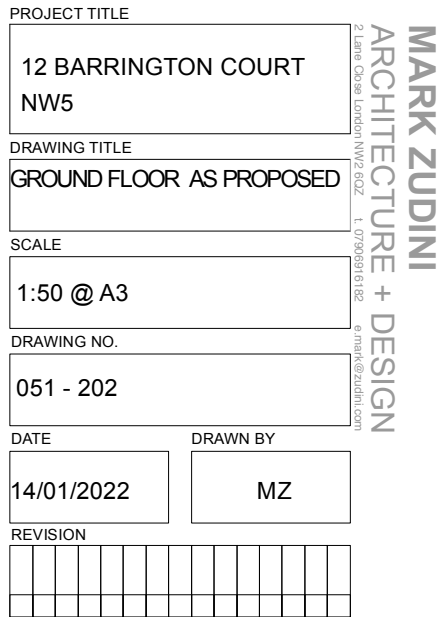 PROJECT TITLE
12 BARRINGTON COURT
NW5
DRAWING TITLE
GROUND FLOOR AS PROPOSED
SCALE
1:50 @ A3
DRAWING NO.
051 - 202
DATE
DRAWN BY
14/01/2022
MZ
REVISION
MARK ZUDINI
ARCHITECTURE + DESIGN
2 Lane Close London NW2 6QZ t. 07906916182 e.mark@zudini.com